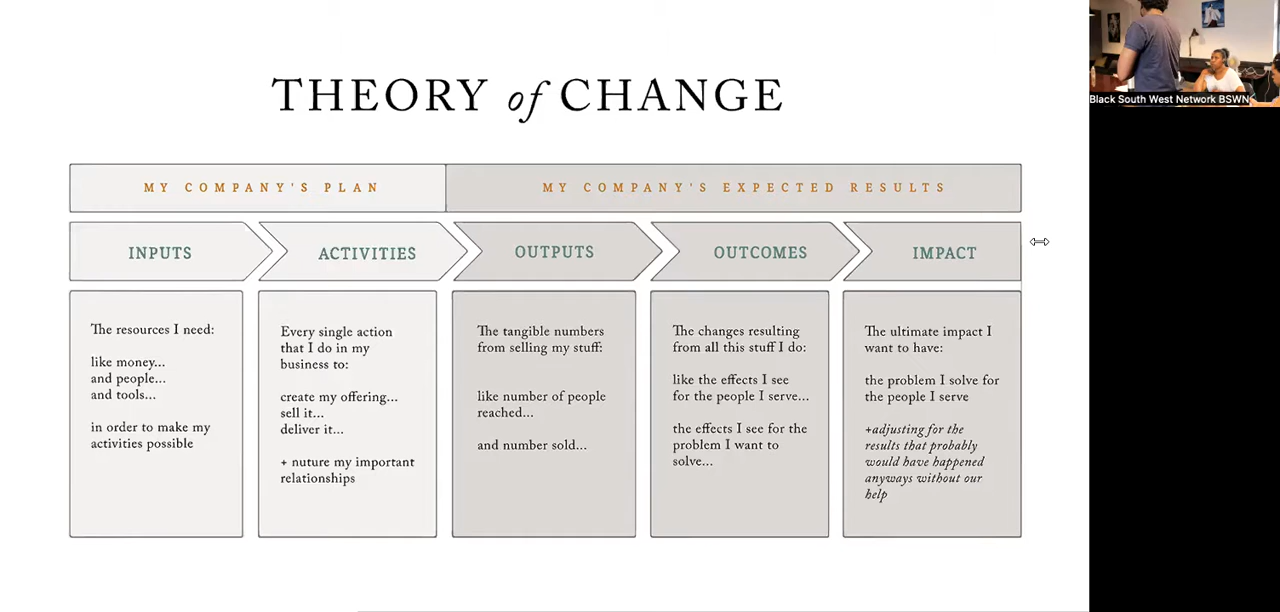 THEORY of CHANGE
MY COMPANY'S PLAN
MY COMPANY'S EXPECTED RESULTS
INPUTS
ACTIVITIES
OUTPUTS
OUTCOMES
IMPACT
The resources I need:
like money...
and people...
and tools...
in order to make my
activities possible
Every single action
that I do in my
business to:
create my offering...
sell it...
deliver it...
+ nuture my important
relationships
The tangible numbers
from selling my stuff:
like number of people
reached...
and number sold...
The changes resulting
from all this stuff I do:
like the effects I see
for the people I serve...
the effects I see for the
problem I want to
solve...
The ultimate impact I
want to have:
the problem I solve for
the people I serve
+adjusting for the
results that probably
would have happened
anyways without our
help
Black South West Network BSWN